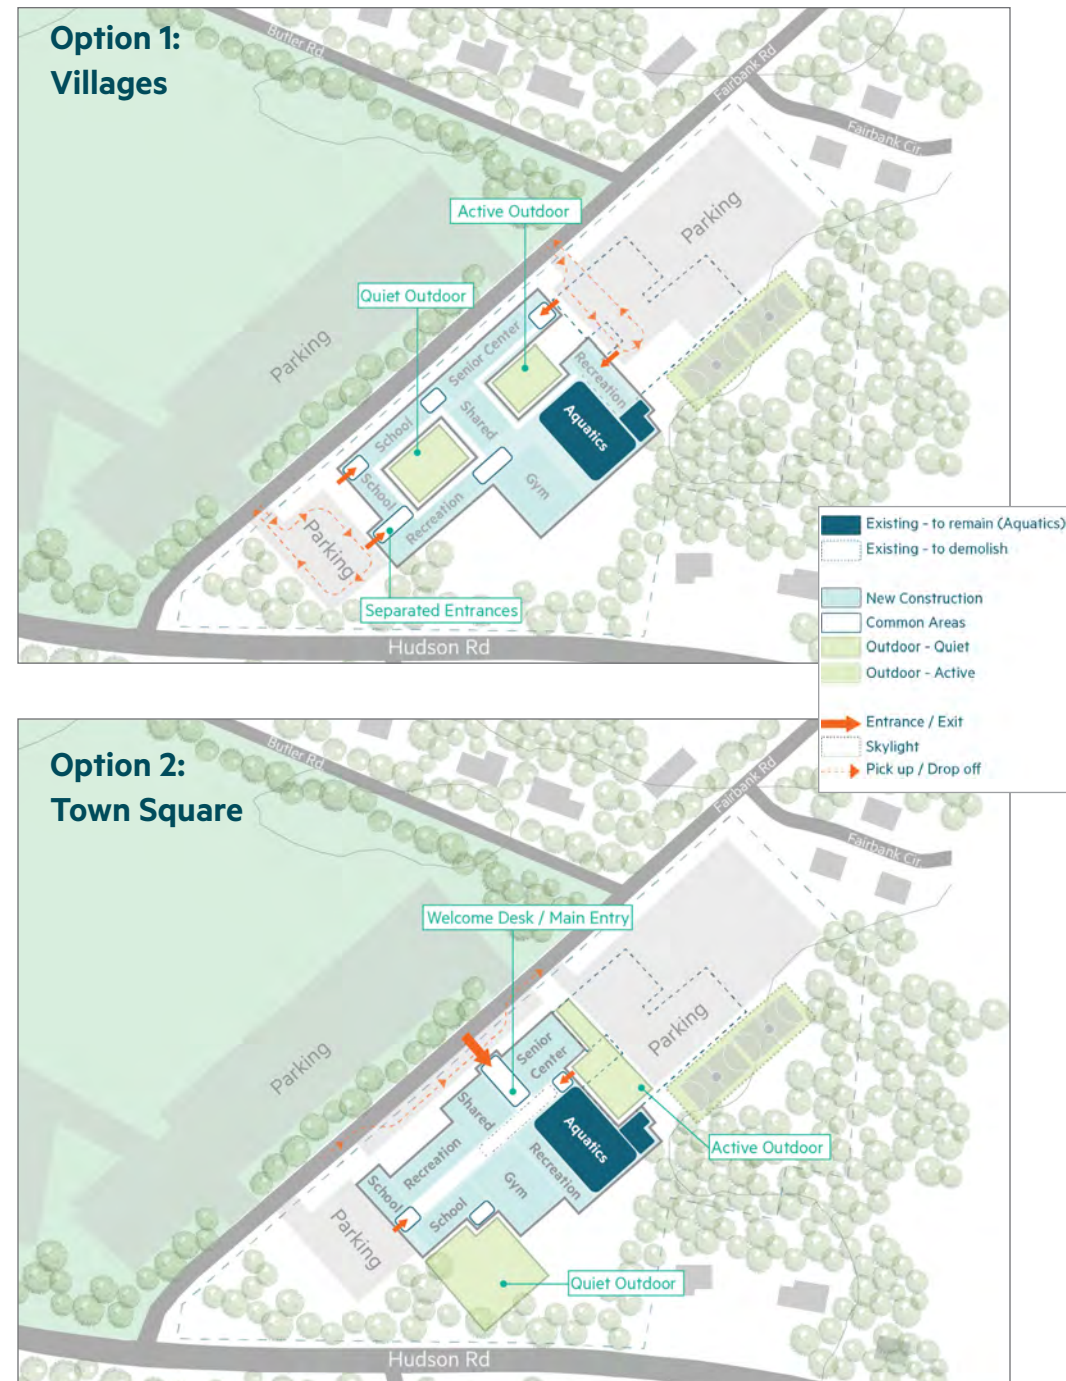 Option 1:
Villages
Butler Rd
Fairbank Rd
Fairbank Cir.
Parking
Active Outdoor
Quiet Outdoor
Parking
Senior Center
Recreation
School
Shared
Aquatics
School
Recreation
Gym
Parking
Separated Entrances
Hudson Rd
Existing - to remain (Aquatics)
Existing - to demolish
New Construction
Common Areas
Outdoor - Quiet
Outdoor - Active
Entrance / Exit
Skylight
Pick up / Drop off
Option 2:
Town Square
Butler Rd
Fairbank Rd
Fairbank Cir.
Welcome Desk / Main Entry
Parking
Parking
Senior
Center
Shared
Aquatics
Recreation
Recreation
Gym
School
School
Parking
Active Outdoor
Quiet Outdoor
Hudson Rd